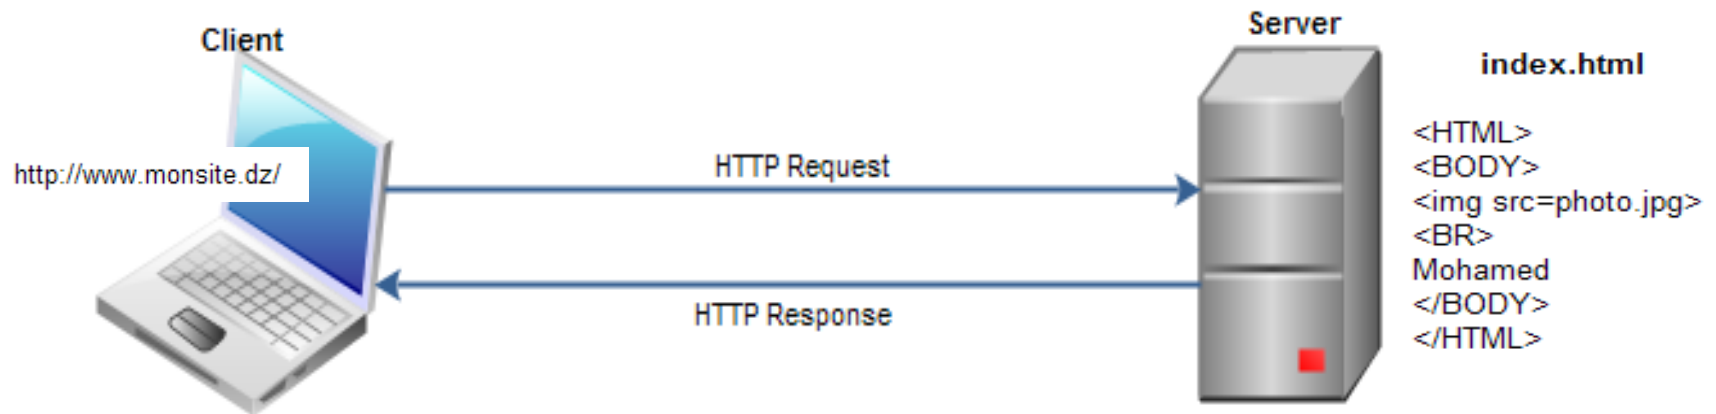 Client
http://www.monsite.dz/
HTTP Request
HTTP Response
Server
index.html
<HTML>
<BODY>
<img src=photo.jpg>
<BR>
Mohamed
</BODY>
</HTML>